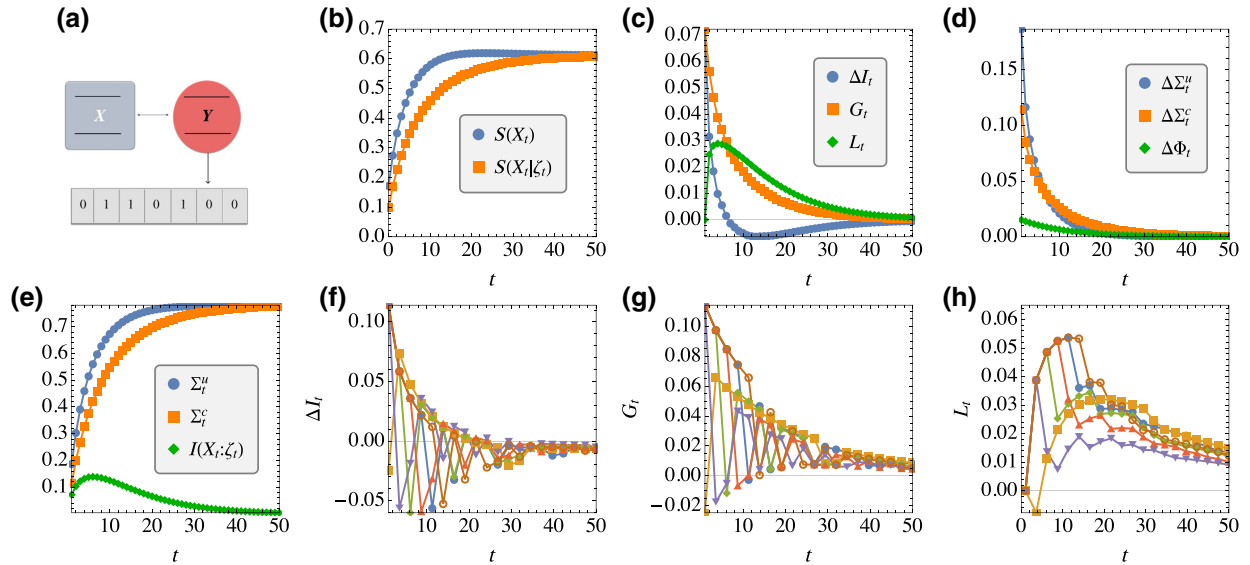 (a)
X
Y
0 1 1 0 1 0 0
(b)
0.7
0.6
0.5
0.4
0.3
0.2
0.1
0.0
S(X_t)
S(X_t|ζ_t)
0 10 20 30 40 50
t
(c)
0.07
0.06
0.05
0.04
0.03
0.02
0.01
0.00
ΔI_t
G_t
L_t
10 20 30 40 50
t
(d)
0.15
0.10
0.05
0.00
ΔΣ_t^u
ΔΣ_t^c
ΔΦ_t
10 20 30 40 50
t
(e)
0.7
0.6
0.5
0.4
0.3
0.2
0.1
Σ_t^u
Σ_t^c
I(X_t:ζ_t)
10 20 30 40 50
t
(f)
ΔI_t
0.10
0.05
0.00
−0.05
10 20 30 40 50
t
(g)
G_t
0.10
0.08
0.06
0.04
0.02
0.00
−0.02
10 20 30 40 50
t
(h)
L_t
0.06
0.05
0.04
0.03
0.02
0.01
0.00
0 10 20 30 40 50
t